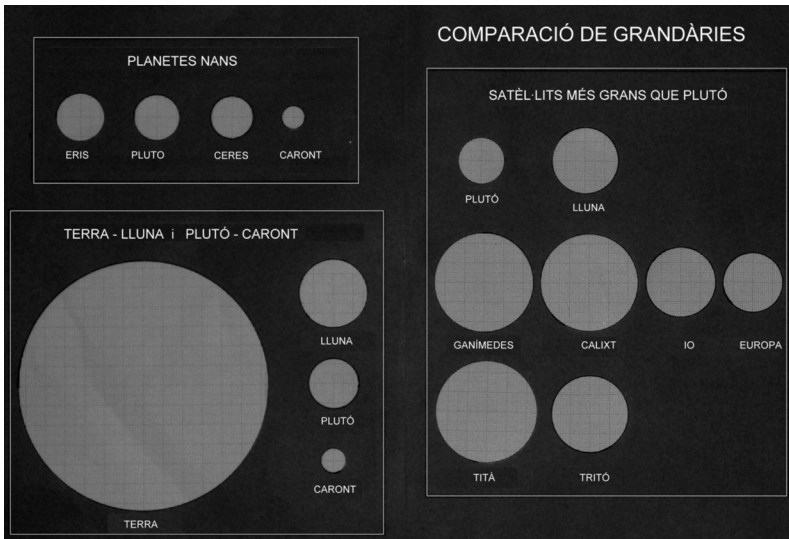 COMPARACIÓ DE GRANDÀRIES
PLANETES NANS
ERIS PLUTO CERES CARONT
TERRA - LLUNA i PLUTÓ - CARONT
LLUNA
PLUTÓ
CARONT
TERRA
SATÈL·LITS MÉS GRANS QUE PLUTÓ
PLUTÓ LLUNA
GANÍMEDES CALIXT IO EUROPA
TITÀ TRITÓ